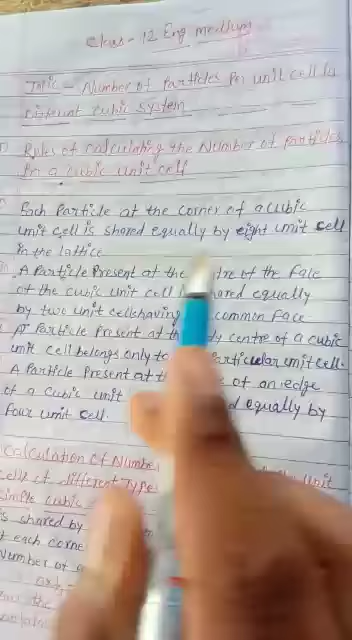 Class - 12 Eng medium
Topic - Number of Particles Per unit cell in
different cubic system
Rules of calculating the Number of particles
in a cubic unit cell
Each Particle at the corner of a cubic
unit cell is shared equally by eight unit cell
in the lattice
A Particle Present at the centre of the face
of the cubic unit cell shared equally
by two unit cells having common face
A Particle Present at the centre of a cubic
unit cell belongs only to particular unit cell.
A Particle Present at of an edge
of a cubic unit equally by
four unit cell.
calculation of Number unit
cells of different Type
simple cubic
is shared by
t each corne
Number of a